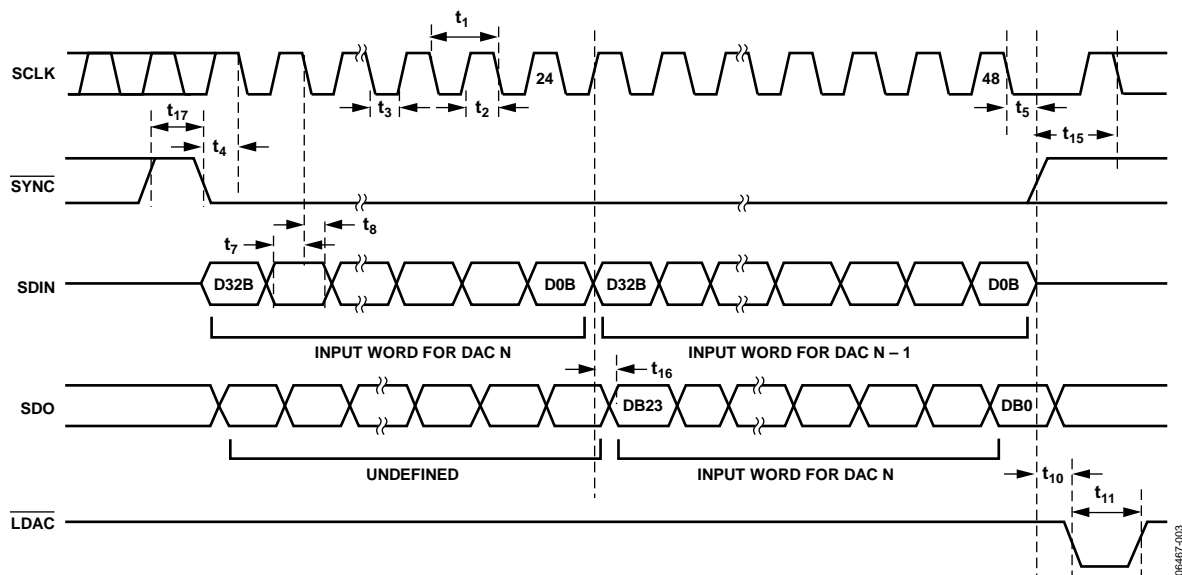 t1
SCLK
24
48
t3
t2
t5
t17
t4
t15
SYNC
t8
t7
SDIN
D32B
D0B
D32B
D0B
INPUT WORD FOR DAC N
INPUT WORD FOR DAC N – 1
t16
SDO
DB23
DB0
UNDEFINED
INPUT WORD FOR DAC N
t10
t11
LDAC
06467-003